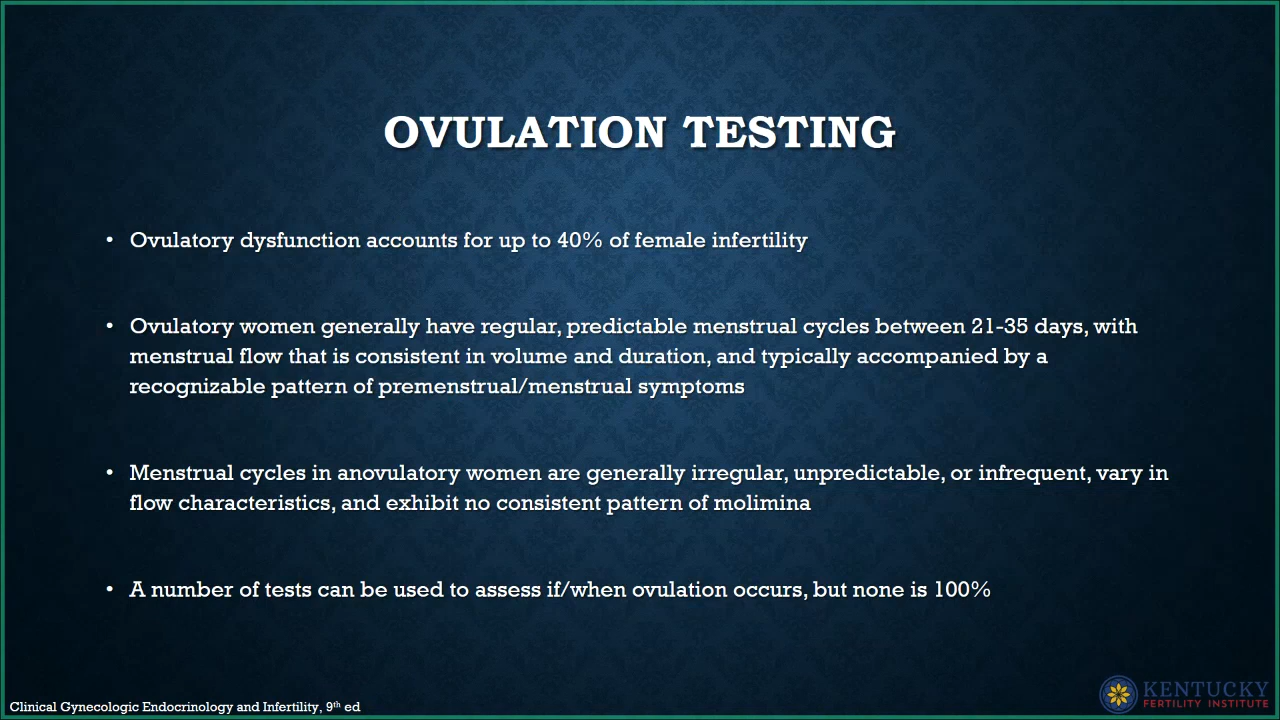 OVULATION TESTING
• Ovulatory dysfunction accounts for up to 40% of female infertility
• Ovulatory women generally have regular, predictable menstrual cycles between 21-35 days, with
menstrual flow that is consistent in volume and duration, and typically accompanied by a
recognizable pattern of premenstrual/menstrual symptoms
• Menstrual cycles in anovulatory women are generally irregular, unpredictable, or infrequent, vary in
flow characteristics, and exhibit no consistent pattern of molimina
• A number of tests can be used to assess if/when ovulation occurs, but none is 100%
Clinical Gynecologic Endocrinology and Infertility, 9th ed
KENTUCKY
FERTILITY INSTITUTE